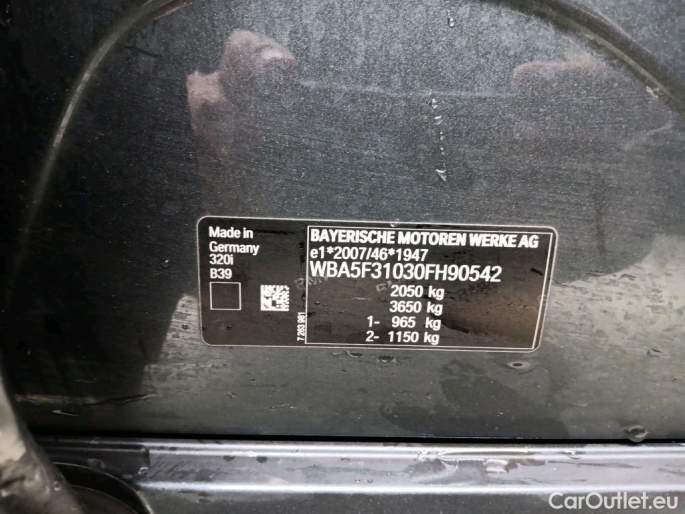 Made in
Germany
320i
B39
7 263 981
BAYERISCHE MOTOREN WERKE AG
e1*2007/46*1947
WBA5F31030FH90542
2050 kg
3650 kg
1- 965 kg
2- 1150 kg
CarOutlet.eu